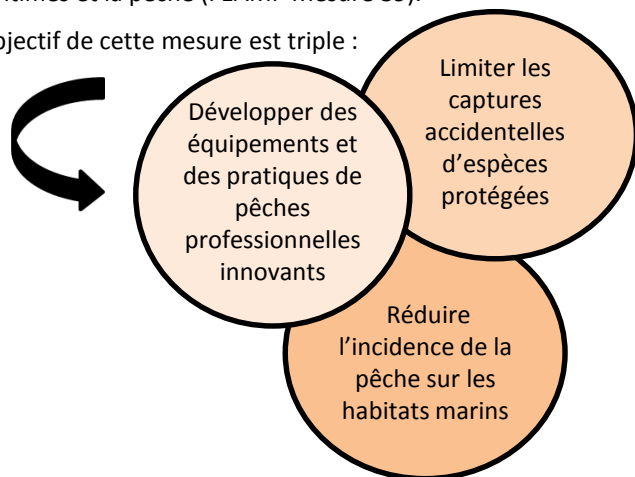 objectif de cette mesure est triple :
Développer des
équipements et
des pratiques de
pêches
professionnelles
innovants
Limiter les
captures
accidentelles
d’espèces
protégées
Réduire
l’incidence de la
pêche sur les
habitats marins